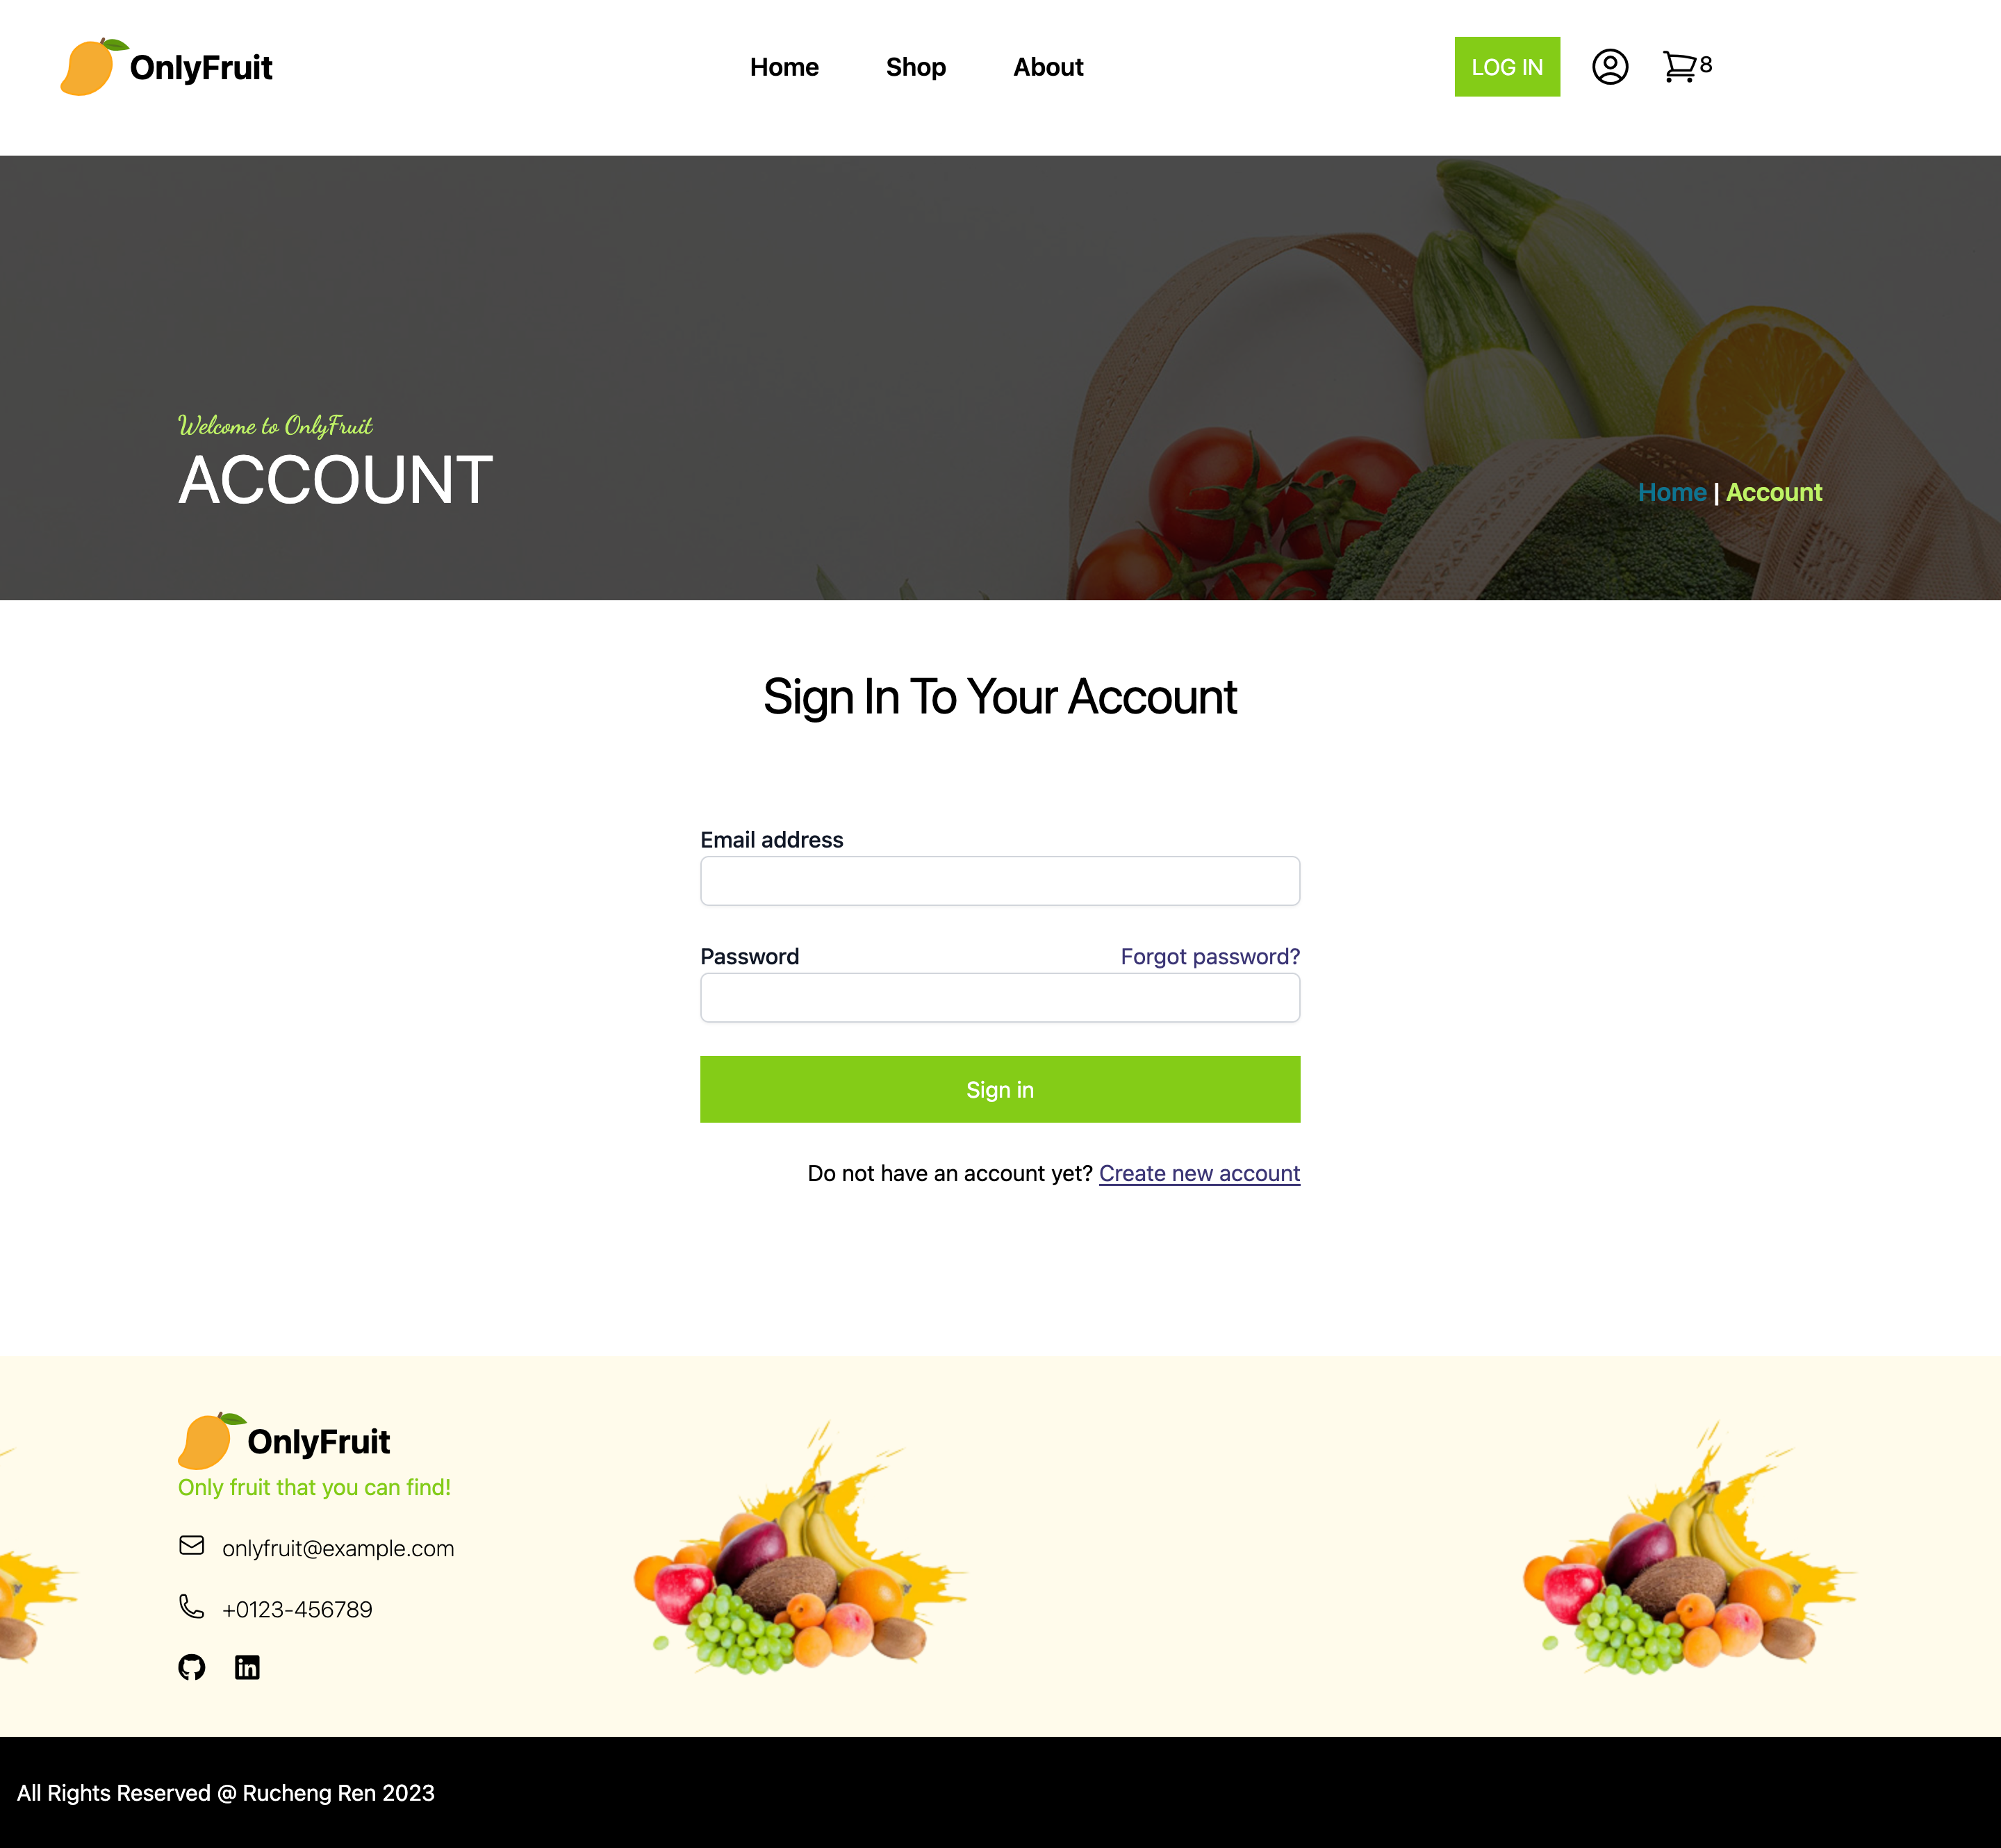 OnlyFruit
Home Shop About
LOG IN
8
Welcome to OnlyFruit
ACCOUNT
Home | Account
Sign In To Your Account
Email address
Password Forgot password?
Sign in
Do not have an account yet? Create new account
OnlyFruit
Only fruit that you can find!
onlyfruit@example.com
+0123-456789
in
All Rights Reserved @ Rucheng Ren 2023